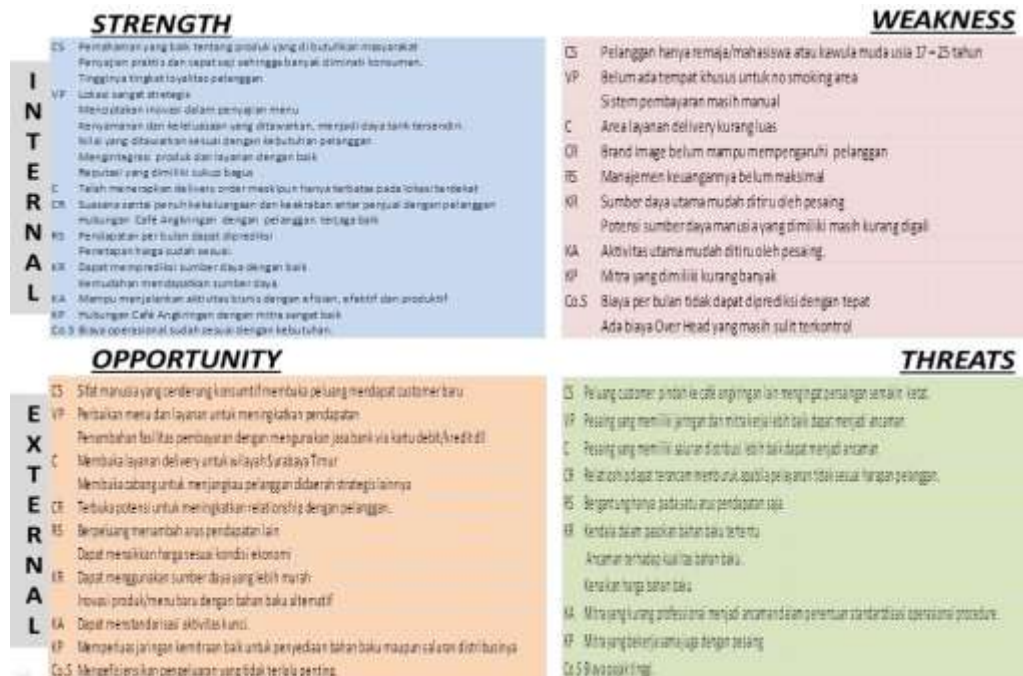 STRENGTH
CS Pemahaman yang baik tentang produk yang dibutuhkan masyarakat
Penyajian praktis dan cepat saji sehingga banyak diminati konsumen.
Tingginya tingkat loyalitas pelanggan
VP Lokasi sangat strategis
Menciptakan inovasi dalam penyajian menu
Kenyamanan dan keleluasaan yang ditawarkan, menjadi daya tarik tersendiri.
Nilai yang ditawarkan sesuai dengan kebutuhan pelanggan
Mengintegrasi produk dan layanan dengan baik
Reputasi yang dimiliki cukup bagus
C Telah menerapkan delivery order meskipun hanya terbatas pada lokasi terdekat
CR Suasana santai penuh kekeluargaan dan keakraban antar penjual dengan pelanggan
Hubungan Café Angkringan dengan pelanggan terjaga baik
RS Pendapatan per bulan dapat diprediksi
Penetapan harga sudah sesuai.
KR Dapat memprediksi sumber daya dengan baik
Kemudahan mendapatkan sumber daya
KA Mampu menjalankan aktivitas bisnis dengan efisien, efektif dan produktif
KP Hubungan Café Angkringan dengan mitra sangat baik
Co.S Biaya operasional sudah sesuai dengan kebutuhan.
WEAKNESS
CS Pelanggan hanya remaja/mahasiswa atau kawula muda usia 17 – 25 tahun
VP Belum ada tempat khusus untuk no smoking area
Sistem pembayaran masih manual
C Area layanan delivery kurang luas
CR Brand image belum mampu mempengaruhi pelanggan
RS Manajemen keuangannya belum maksimal
KR Sumber daya utama mudah ditiru oleh pesaing
Potensi sumber daya manusia yang dimiliki masih kurang digali
KA Aktivitas utama mudah ditiru oleh pesaing.
KP Mitra yang dimiliki kurang banyak
Co.S Biaya per bulan tidak dapat diprediksi dengan tepat
Ada biaya Over Head yang masih sulit terkontrol
INTERNAL
OPPORTUNITY
CS Sifat manusia yang cenderung konsumtif membuka peluang mendapat customer baru
VP Perbaikan menu dan layanan untuk meningkatkan pendapatan
Penambahan fasilitas pembayaran dengan mengunakan jasa bank via kartu debit/kredit dll
C Membuka layanan delivery untuk wilayah Surabaya Timur
Membuka cabang untuk menjangkau pelanggan didaerah strategis lainnya
CR Terbuka potensi untuk meningkatkan relationship dengan pelanggan.
RS Berpeluang menambah arus pendapatan lain
Dapat menaikkan harga sesuai kondisi ekonomi
KR Dapat menggunakan sumber daya yang lebih murah
Inovasi produk/menu baru dengan bahan baku alternatif
KA Dapat menstandarisasi aktivitas kunci.
KP Memperluas jaringan kemitraan baik untuk penyediaan bahan baku maupun saluran distribusinya
Co.S Mengefisiensikan pengeluaran yang tidak terlalu penting.
THREATS
CS Peluang customer pindah ke café angkringan lain mengingat persaingan semakin ketat.
VP Pesaing yang memiliki jaringan dan mitra kerja lebih baik dapat menjadi ancaman
C Pesaing yang memiliki saluran distribusi lebih baik dapat menjadi ancaman
CR Relationship dapat terancam memburuk apabila pelayanan tidak sesuai harapan pelanggan.
RS Bergantung hanya pada satu arus pendapatan saja
KR Kendala dalam pasokan bahan baku tertentu
Ancaman terhadap kualitas bahan baku.
Kenaikan harga bahan baku
KA Mitra yang kurang professional menjadi ancaman dalam penentuan standardisasi operasional procedure.
KP Mitra yang bekerja sama juga dengan pesaing
Co.S Biaya pajak tinggi.
EXTERNAL